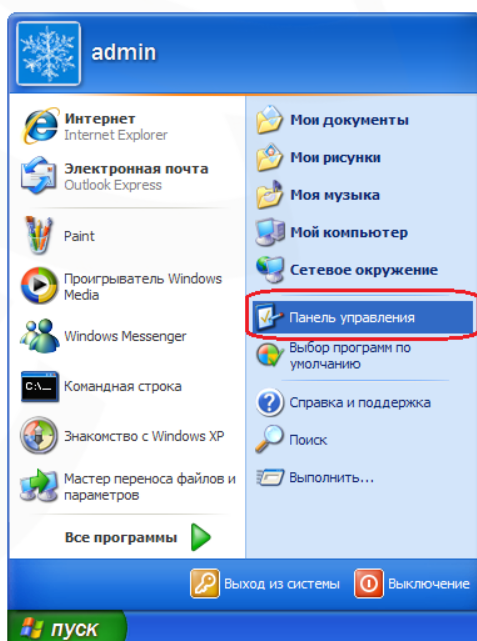 admin
Интернет
Internet Explorer
Электронная почта
Outlook Express
Paint
Проигрыватель Windows
Media
Windows Messenger
C:\_
Командная строка
Знакомство с Windows XP
Мастер переноса файлов и
параметров
Все программы
Мои документы
Мои рисунки
Моя музыка
Мой компьютер
Сетевое окружение
Панель управления
Выбор программ по
умолчанию
Справка и поддержка
Поиск
Выполнить...
Выход из системы
Выключение
пуск